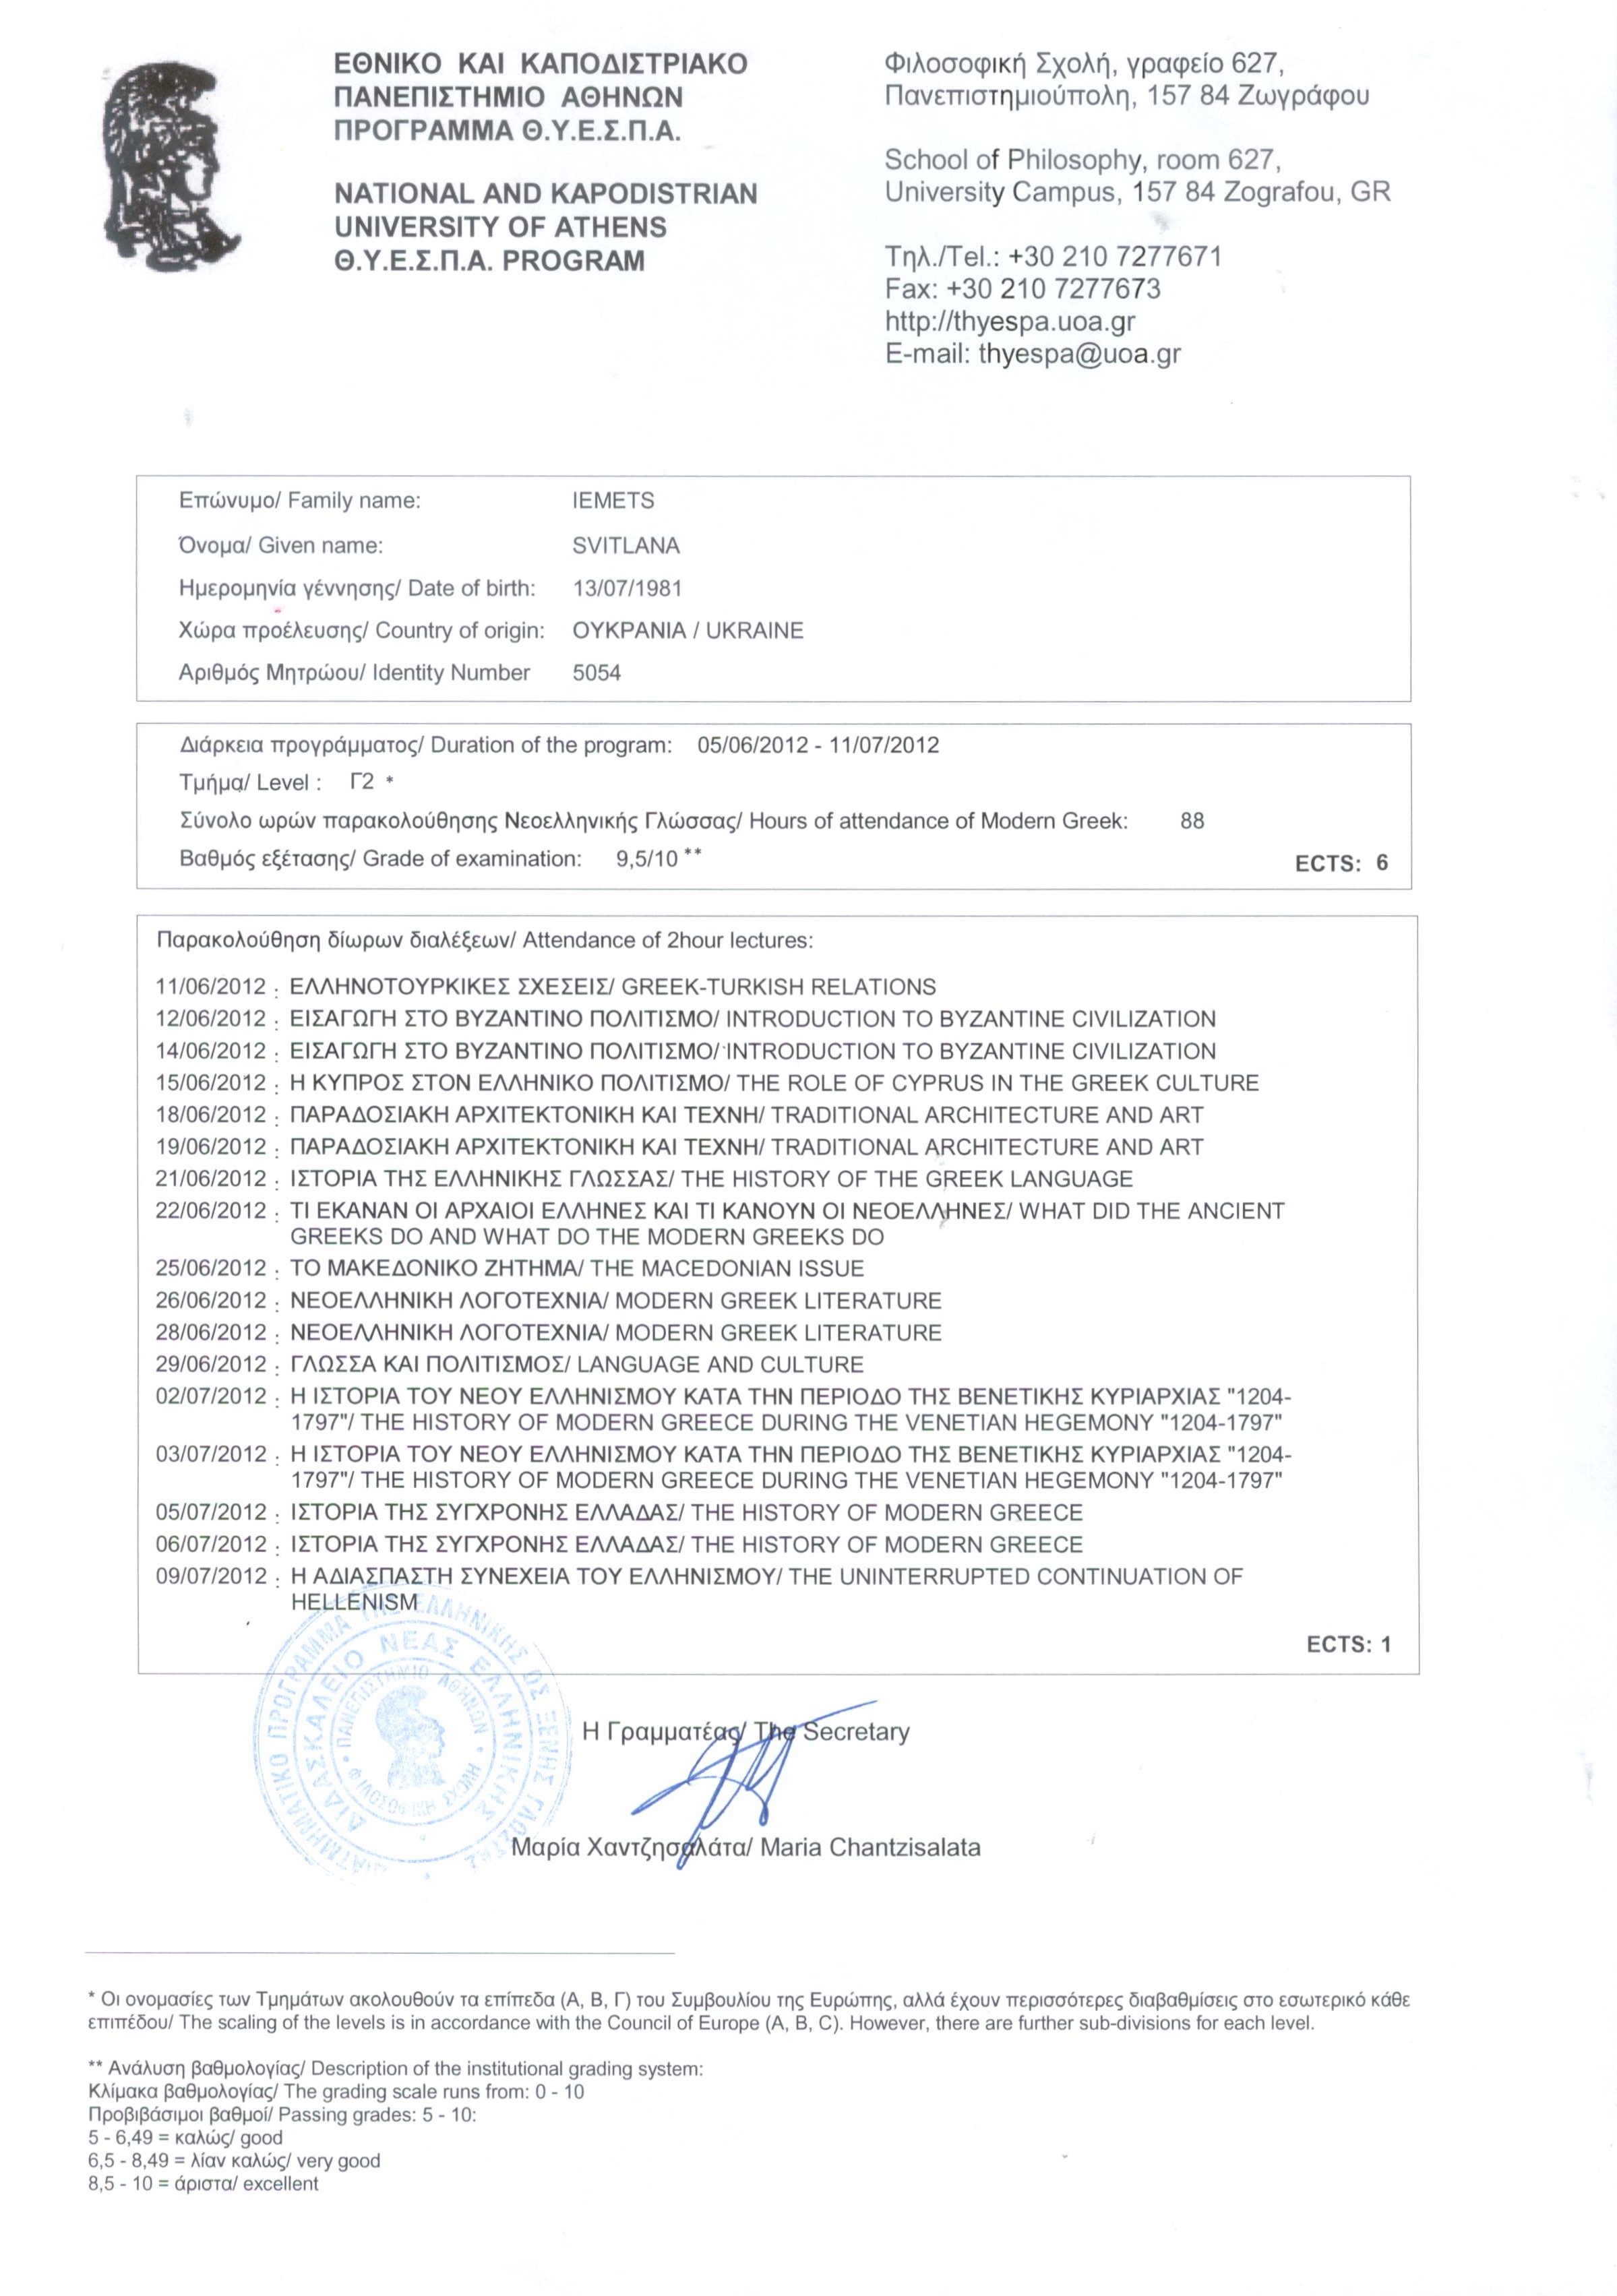 ΕΘΝΙΚΟ ΚΑΙ ΚΑΠΟΔΙΣΤΡΙΑΚΟ
ΠΑΝΕΠΙΣΤΗΜΙΟ ΑΘΗΝΩΝ
ΠΡΟΓΡΑΜΜΑ Θ.Υ.Ε.Σ.Π.Α.
NATIONAL AND KAPODISTRIAN
UNIVERSITY OF ATHENS
Θ.Υ.Ε.Σ.Π.Α. PROGRAM
Φιλοσοφική Σχολή, γραφείο 627,
Πανεπιστημιούπολη, 157 84 Ζωγράφου
School of Philosophy, room 627,
University Campus, 157 84 Zografou, GR
Τηλ./Tel.: +30 210 7277671
Fax: +30 210 7277673
http://thyespa.uoa.gr
E-mail: thyespa@uoa.gr
Επώνυμο/ Family name: IEMETS
Όνομα/ Given name: SVITLANA
Ημερομηνία γέννησης/ Date of birth: 13/07/1981
Χώρα προέλευσης/ Country of origin: ΟΥΚΡΑΝΙΑ / UKRAINE
Αριθμός Μητρώου/ Identity Number 5054
Διάρκεια προγράμματος/ Duration of the program: 05/06/2012 - 11/07/2012
Τμήμα/ Level : Γ2 *
Σύνολο ωρών παρακολούθησης Νεοελληνικής Γλώσσας/ Hours of attendance of Modern Greek: 88
Βαθμός εξέτασης/ Grade of examination: 9,5/10 ** ECTS: 6
Παρακολούθηση δίωρων διαλέξεων/ Attendance of 2hour lectures:
11/06/2012 : ΕΛΛΗΝΟΤΟΥΡΚΙΚΕΣ ΣΧΕΣΕΙΣ/ GREEK-TURKISH RELATIONS
12/06/2012 : ΕΙΣΑΓΩΓΗ ΣΤΟ ΒΥΖΑΝΤΙΝΟ ΠΟΛΙΤΙΣΜΟ/ INTRODUCTION TO BYZANTINE CIVILIZATION
14/06/2012 : ΕΙΣΑΓΩΓΗ ΣΤΟ ΒΥΖΑΝΤΙΝΟ ΠΟΛΙΤΙΣΜΟ/ INTRODUCTION TO BYZANTINE CIVILIZATION
15/06/2012 : Η ΚΥΠΡΟΣ ΣΤΟΝ ΕΛΛΗΝΙΚΟ ΠΟΛΙΤΙΣΜΟ/ THE ROLE OF CYPRUS IN THE GREEK CULTURE
18/06/2012 : ΠΑΡΑΔΟΣΙΑΚΗ ΑΡΧΙΤΕΚΤΟΝΙΚΗ ΚΑΙ ΤΕΧΝΗ/ TRADITIONAL ARCHITECTURE AND ART
19/06/2012 : ΠΑΡΑΔΟΣΙΑΚΗ ΑΡΧΙΤΕΚΤΟΝΙΚΗ ΚΑΙ ΤΕΧΝΗ/ TRADITIONAL ARCHITECTURE AND ART
21/06/2012 : ΙΣΤΟΡΙΑ ΤΗΣ ΕΛΛΗΝΙΚΗΣ ΓΛΩΣΣΑΣ/ THE HISTORY OF THE GREEK LANGUAGE
22/06/2012 : ΤΙ ΕΚΑΝΑΝ ΟΙ ΑΡΧΑΙΟΙ ΕΛΛΗΝΕΣ ΚΑΙ ΤΙ ΚΑΝΟΥΝ ΟΙ ΝΕΟΕΛΛΗΝΕΣ/ WHAT DID THE ANCIENT
GREEKS DO AND WHAT DO THE MODERN GREEKS DO
25/06/2012 : ΤΟ ΜΑΚΕΔΟΝΙΚΟ ΖΗΤΗΜΑ/ THE MACEDONIAN ISSUE
26/06/2012 : ΝΕΟΕΛΛΗΝΙΚΗ ΛΟΓΟΤΕΧΝΙΑ/ MODERN GREEK LITERATURE
28/06/2012 : ΝΕΟΕΛΛΗΝΙΚΗ ΛΟΓΟΤΕΧΝΙΑ/ MODERN GREEK LITERATURE
29/06/2012 : ΓΛΩΣΣΑ ΚΑΙ ΠΟΛΙΤΙΣΜΟΣ/ LANGUAGE AND CULTURE
02/07/2012 : Η ΙΣΤΟΡΙΑ ΤΟΥ ΝΕΟΥ ΕΛΛΗΝΙΣΜΟΥ ΚΑΤΑ ΤΗΝ ΠΕΡΙΟΔΟ ΤΗΣ ΒΕΝΕΤΙΚΗΣ ΚΥΡΙΑΡΧΙΑΣ "1204-
1797"/ THE HISTORY OF MODERN GREECE DURING THE VENETIAN HEGEMONY "1204-1797"
03/07/2012 : Η ΙΣΤΟΡΙΑ ΤΟΥ ΝΕΟΥ ΕΛΛΗΝΙΣΜΟΥ ΚΑΤΑ ΤΗΝ ΠΕΡΙΟΔΟ ΤΗΣ ΒΕΝΕΤΙΚΗΣ ΚΥΡΙΑΡΧΙΑΣ "1204-
1797"/ THE HISTORY OF MODERN GREECE DURING THE VENETIAN HEGEMONY "1204-1797"
05/07/2012 : ΙΣΤΟΡΙΑ ΤΗΣ ΣΥΓΧΡΟΝΗΣ ΕΛΛΑΔΑΣ/ THE HISTORY OF MODERN GREECE
06/07/2012 : ΙΣΤΟΡΙΑ ΤΗΣ ΣΥΓΧΡΟΝΗΣ ΕΛΛΑΔΑΣ/ THE HISTORY OF MODERN GREECE
09/07/2012 : Η ΑΔΙΑΣΠΑΣΤΗ ΣΥΝΕΧΕΙΑ ΤΟΥ ΕΛΛΗΝΙΣΜΟΥ/ THE UNINTERRUPTED CONTINUATION OF
HELLENISM
ECTS: 1
ΔΙΑΤΜΗΜΑΤΙΚΟ ΠΡΟΓΡΑΜΜΑ ΤΗΣ ΕΛΛΗΝΙΚΗΣ ΩΣ ΞΕΝΗΣ ΓΛΩΣΣΑΣ
ΔΙΔΑΣΚΑΛΕΙΟ ΝΕΑΣ ΕΛΛΗΝΙΚΗΣ
ΠΑΝΕΠΙΣΤΗΜΙΟ ΑΘΗΝΩΝ
ΦΙΛΟΣΟΦΙΚΗ ΣΧΟΛΗ
Η Γραμματέας/ The Secretary
Μαρία Χαντζησαλάτα/ Maria Chantzisalata
* Οι ονομασίες των Τμημάτων ακολουθούν τα επίπεδα (Α, Β, Γ) του Συμβουλίου της Ευρώπης, αλλά έχουν περισσότερες διαβαθμίσεις στο εσωτερικό κάθε
επιπέδου/ The scaling of the levels is in accordance with the Council of Europe (A, B, C). However, there are further sub-divisions for each level.
** Ανάλυση βαθμολογίας/ Description of the institutional grading system:
Κλίμακα βαθμολογίας/ The grading scale runs from: 0 - 10
Προβιβάσιμοι βαθμοί/ Passing grades: 5 - 10:
5 - 6,49 = καλώς/ good
6,5 - 8,49 = λίαν καλώς/ very good
8,5 - 10 = άριστα/ excellent